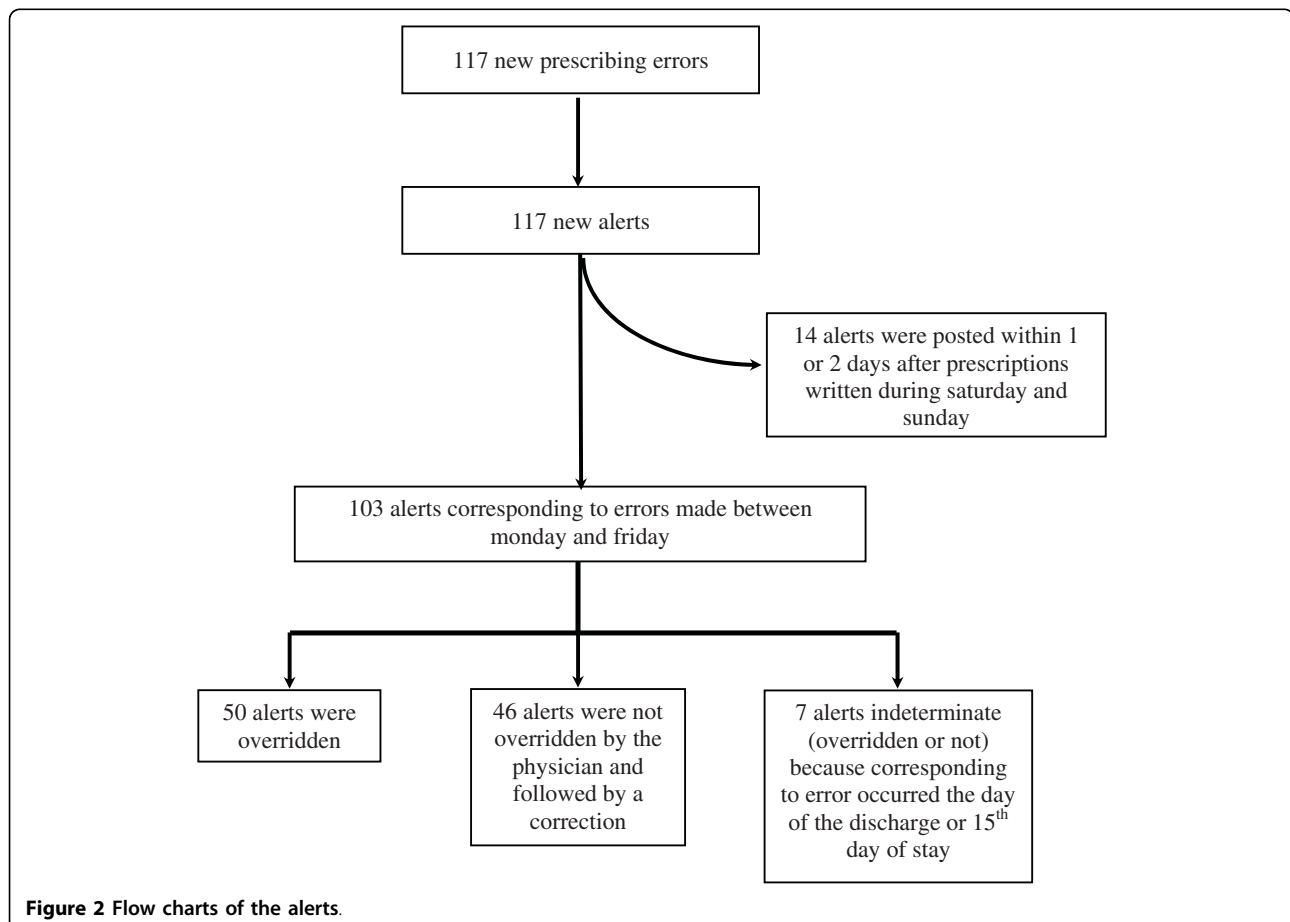 117 new prescribing errors
117 new alerts
14 alerts were posted within 1
or 2 days after prescriptions
written during saturday and
sunday
103 alerts corresponding to errors made between
monday and friday
50 alerts were
overridden
46 alerts were not
overridden by the
physician and
followed by a
correction
7 alerts indeterminate
(overridden or not)
because corresponding
to error occurred the day
of the discharge or 15th
day of stay
Figure 2 Flow charts of the alerts.